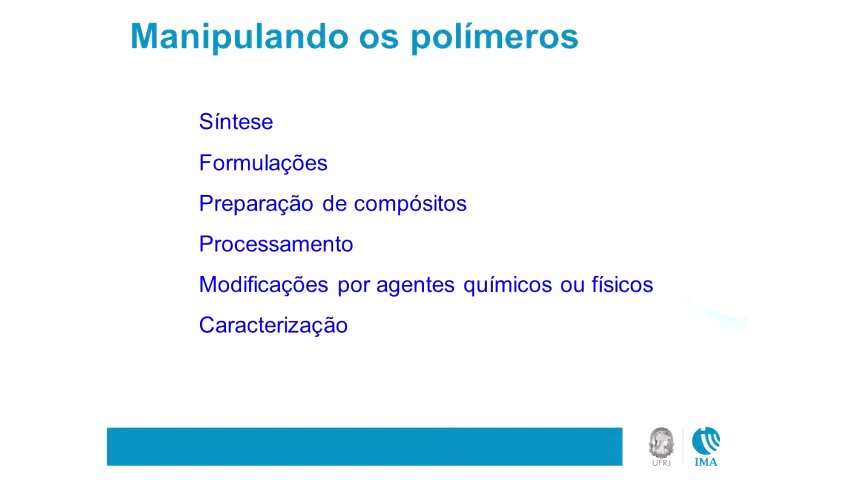 Manipulando os polímeros
Síntese
Formulações
Preparação de compósitos
Processamento
Modificações por agentes químicos ou físicos
Caracterização
UFRJ
IMA